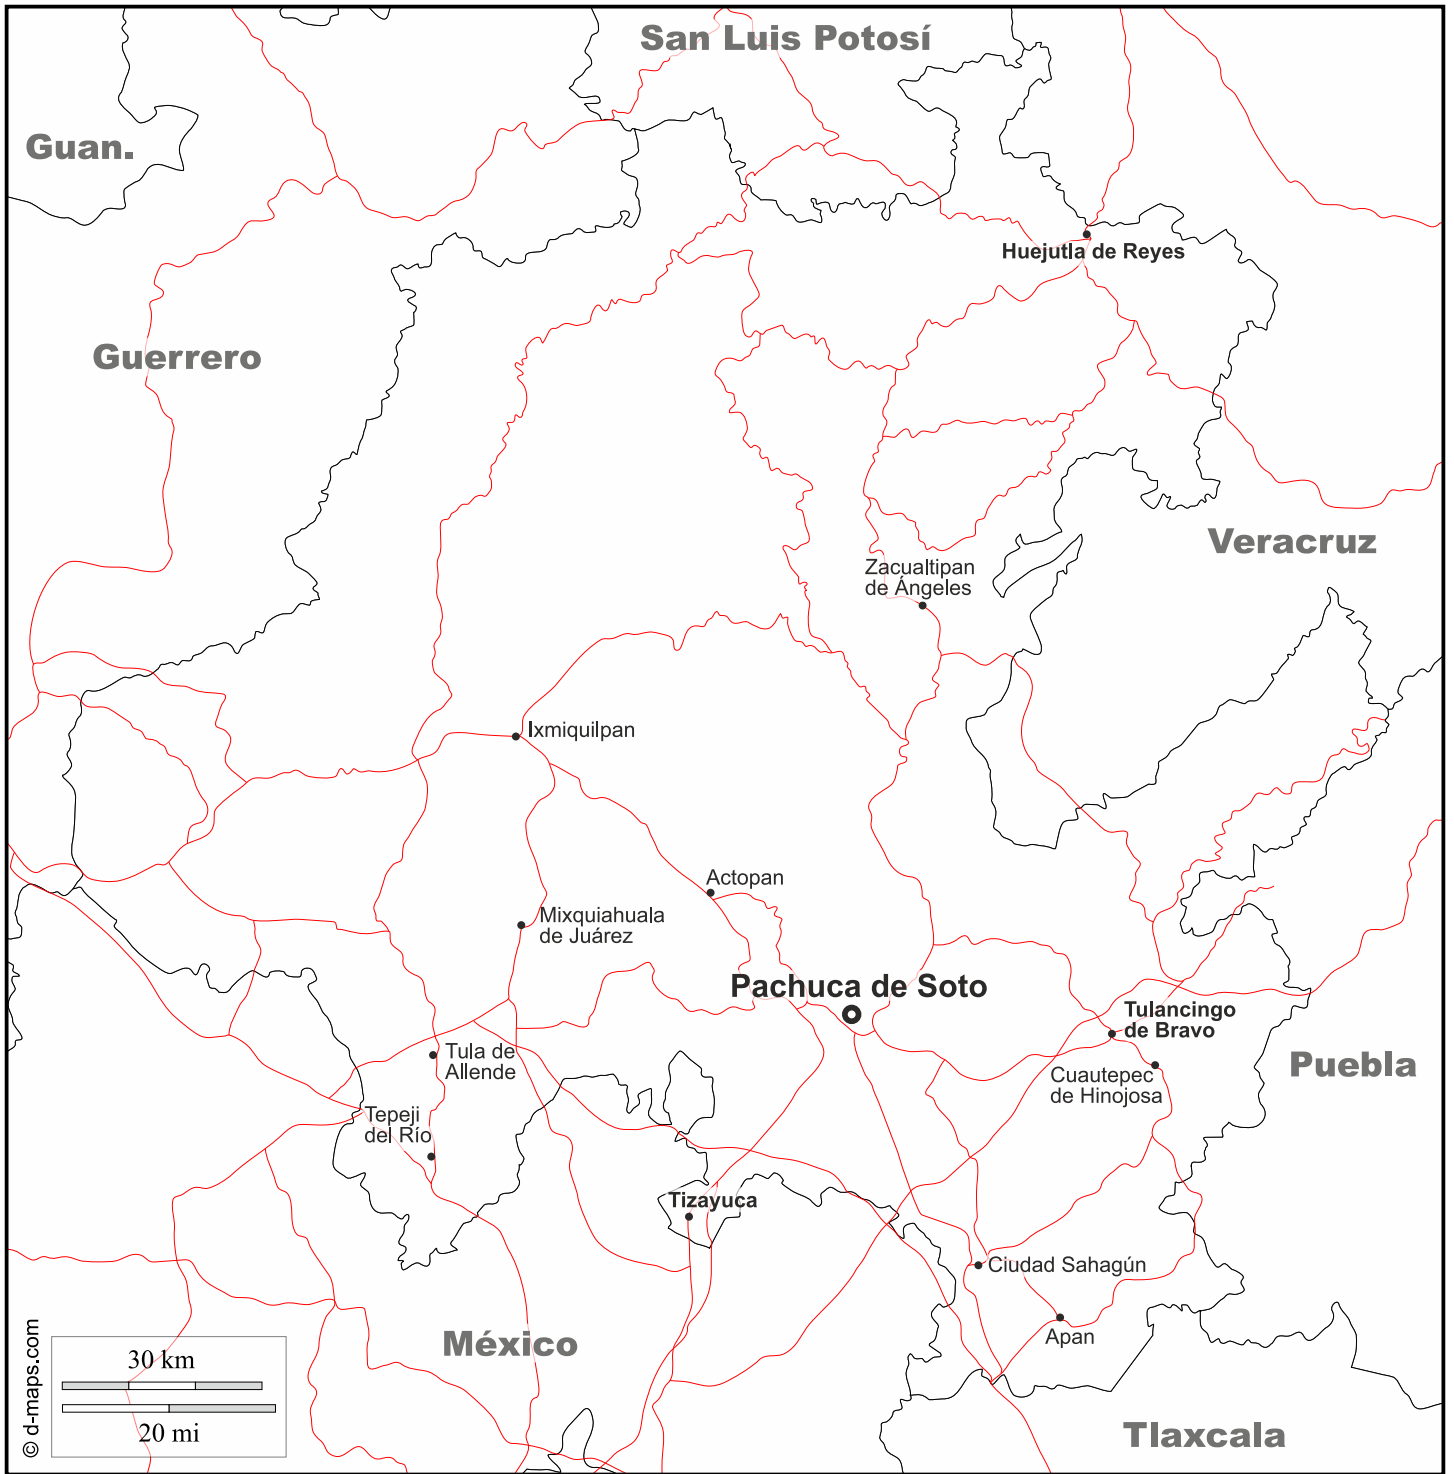 San Luis Potosí
Guan.
Huejutla de Reyes
Guerrero
Veracruz
Zacualtipan
de Ángeles
Ixmiquilpan
Actopan
Mixquiahuala
de Juárez
Pachuca de Soto
Tulancingo
de Bravo
Tula de
Allende
Puebla
Cuautepec
de Hinojosa
Tepeji
del Río
Tizayuca
Ciudad Sahagún
Apan
México
Tlaxcala
30 km
20 mi
© d-maps.com